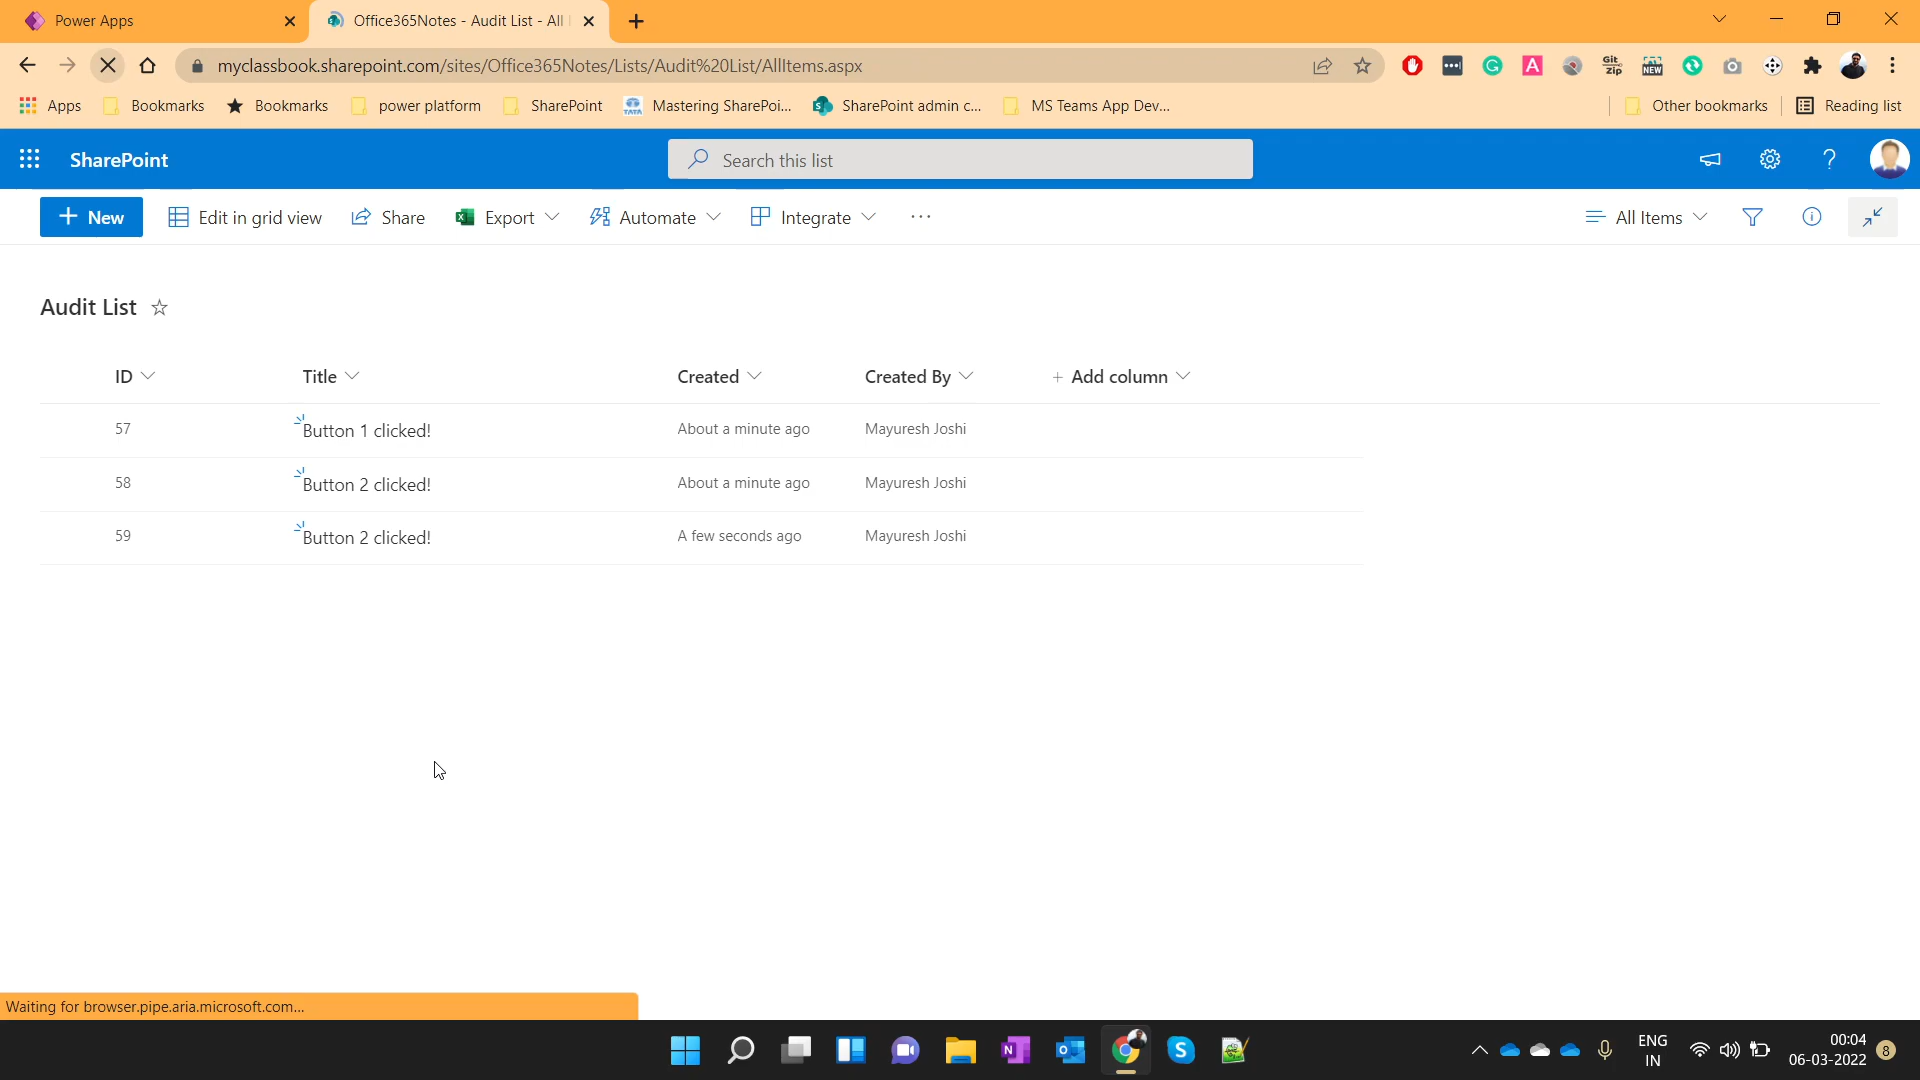 Power Apps
Office365Notes - Audit List - All
myclassbook.sharepoint.com/sites/Office365Notes/Lists/Audit%20List/AllItems.aspx
A
Git zip
NEW
Apps Bookmarks Bookmarks power platform SharePoint Mastering SharePoi... SharePoint admin c... MS Teams App Dev... Other bookmarks Reading list
TATA
SharePoint
Search this list
New Edit in grid view Share Export Automate Integrate All Items
Audit List
ID Title Created Created By Add column
57 Button 1 clicked! About a minute ago Mayuresh Joshi
58 Button 2 clicked! About a minute ago Mayuresh Joshi
59 Button 2 clicked! A few seconds ago Mayuresh Joshi
Waiting for browser.pipe.aria.microsoft.com...
ENG
IN
00:04
06-03-2022
8